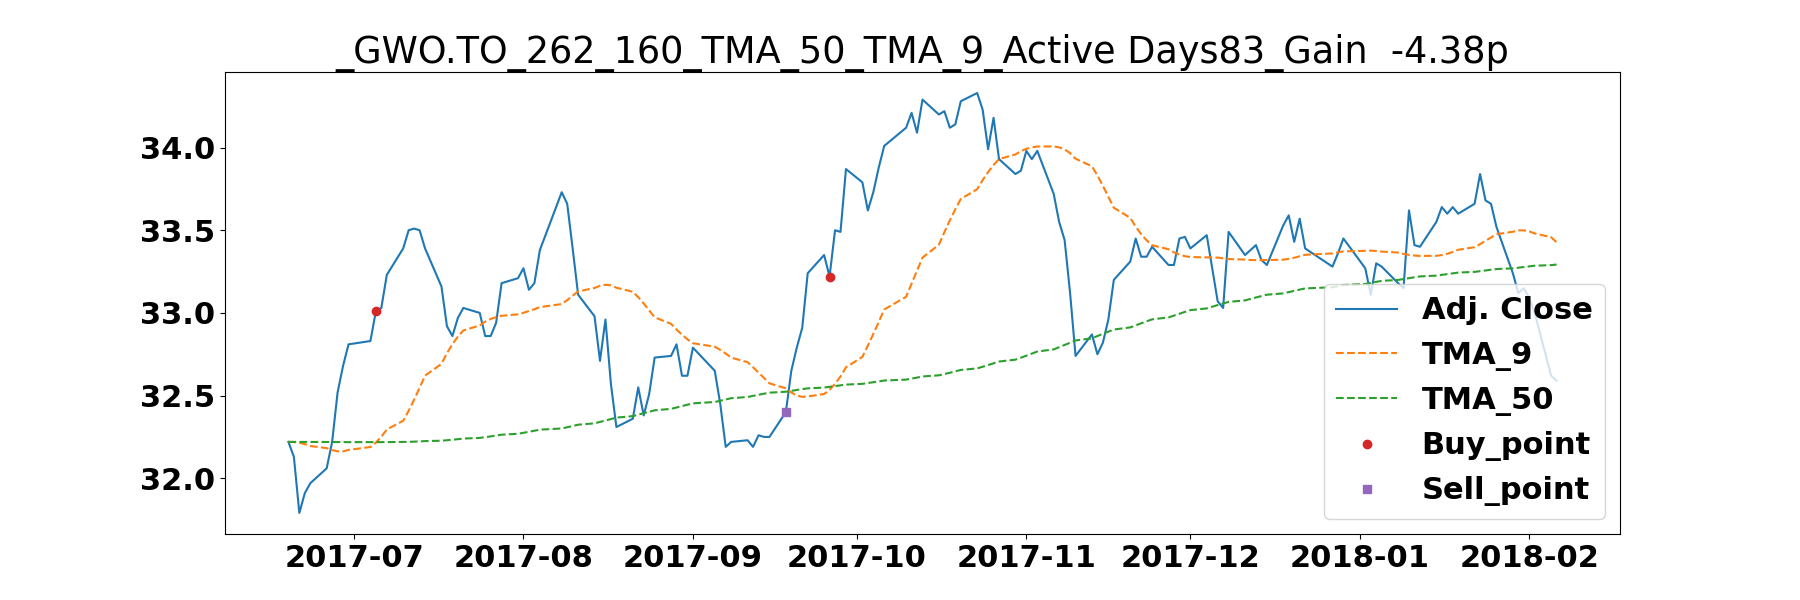 _GWO.TO_262_160_TMA_50_TMA_9_Active Days83_Gain  -4.38p
34.0
33.5
33.0
32.5
32.0
Adj. Close
TMA_9
TMA_50
Buy_point
Sell_point
2017-07 2017-08 2017-09 2017-10 2017-11 2017-12 2018-01 2018-02